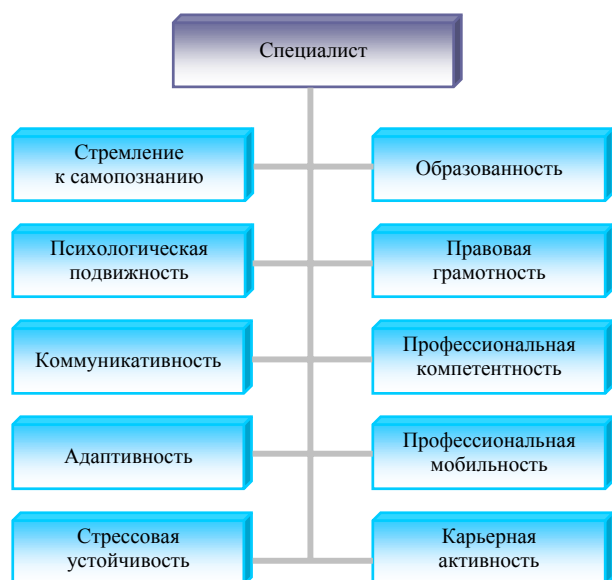 Специалист
Стремление
к самопознанию
Образованность
Психологическая
подвижность
Правовая
грамотность
Коммуникативность
Профессиональная
компетентность
Адаптивность
Профессиональная
мобильность
Стрессовая
устойчивость
Карьерная
активность